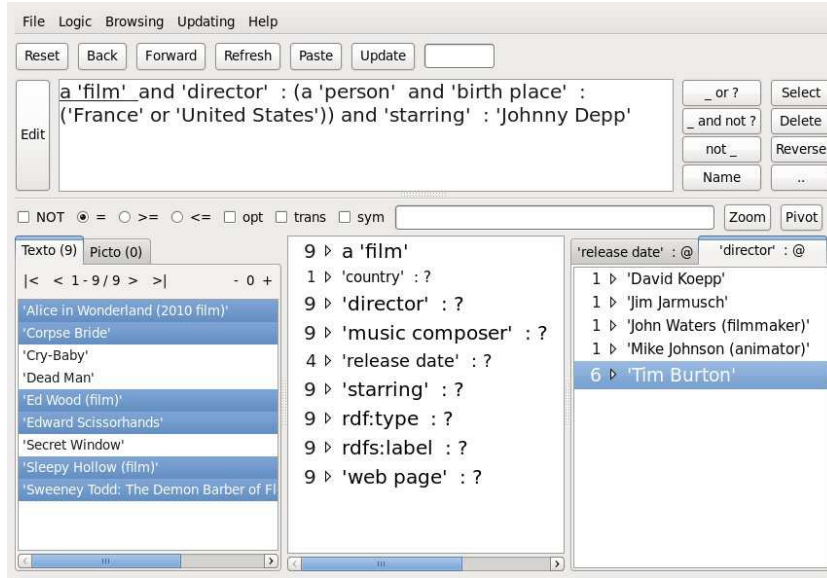 File Logic Browsing Updating Help
Reset Back Forward Refresh Paste Update
Edit
a 'film' and 'director' : (a 'person' and 'birth place' :
('France' or 'United States')) and 'starring' : 'Johnny Depp'
_ or ? Select
_ and not ? Delete
not _ Reverse
Name ..
NOT = >= <= opt trans sym Zoom Pivot
Texto (9) Picto (0)
|< < 1 - 9 / 9 > >| - 0 +
'Alice in Wonderland (2010 film)'
'Corpse Bride'
'Cry-Baby'
'Dead Man'
'Ed Wood (film)'
'Edward Scissorhands'
'Secret Window'
'Sleepy Hollow (film)'
'Sweeney Todd: The Demon Barber of Fl
9 ▹ a 'film'
1 ▹ 'country' : ?
9 ▹ 'director' : ?
9 ▹ 'music composer' : ?
4 ▹ 'release date' : ?
9 ▹ 'starring' : ?
9 ▹ rdf:type : ?
9 ▹ rdfs:label : ?
9 ▹ 'web page' : ?
'release date' : @ 'director' : @
1 ▹ 'David Koepp'
1 ▹ 'Jim Jarmusch'
1 ▹ 'John Waters (filmmaker)'
1 ▹ 'Mike Johnson (animator)'
6 ▹ 'Tim Burton'